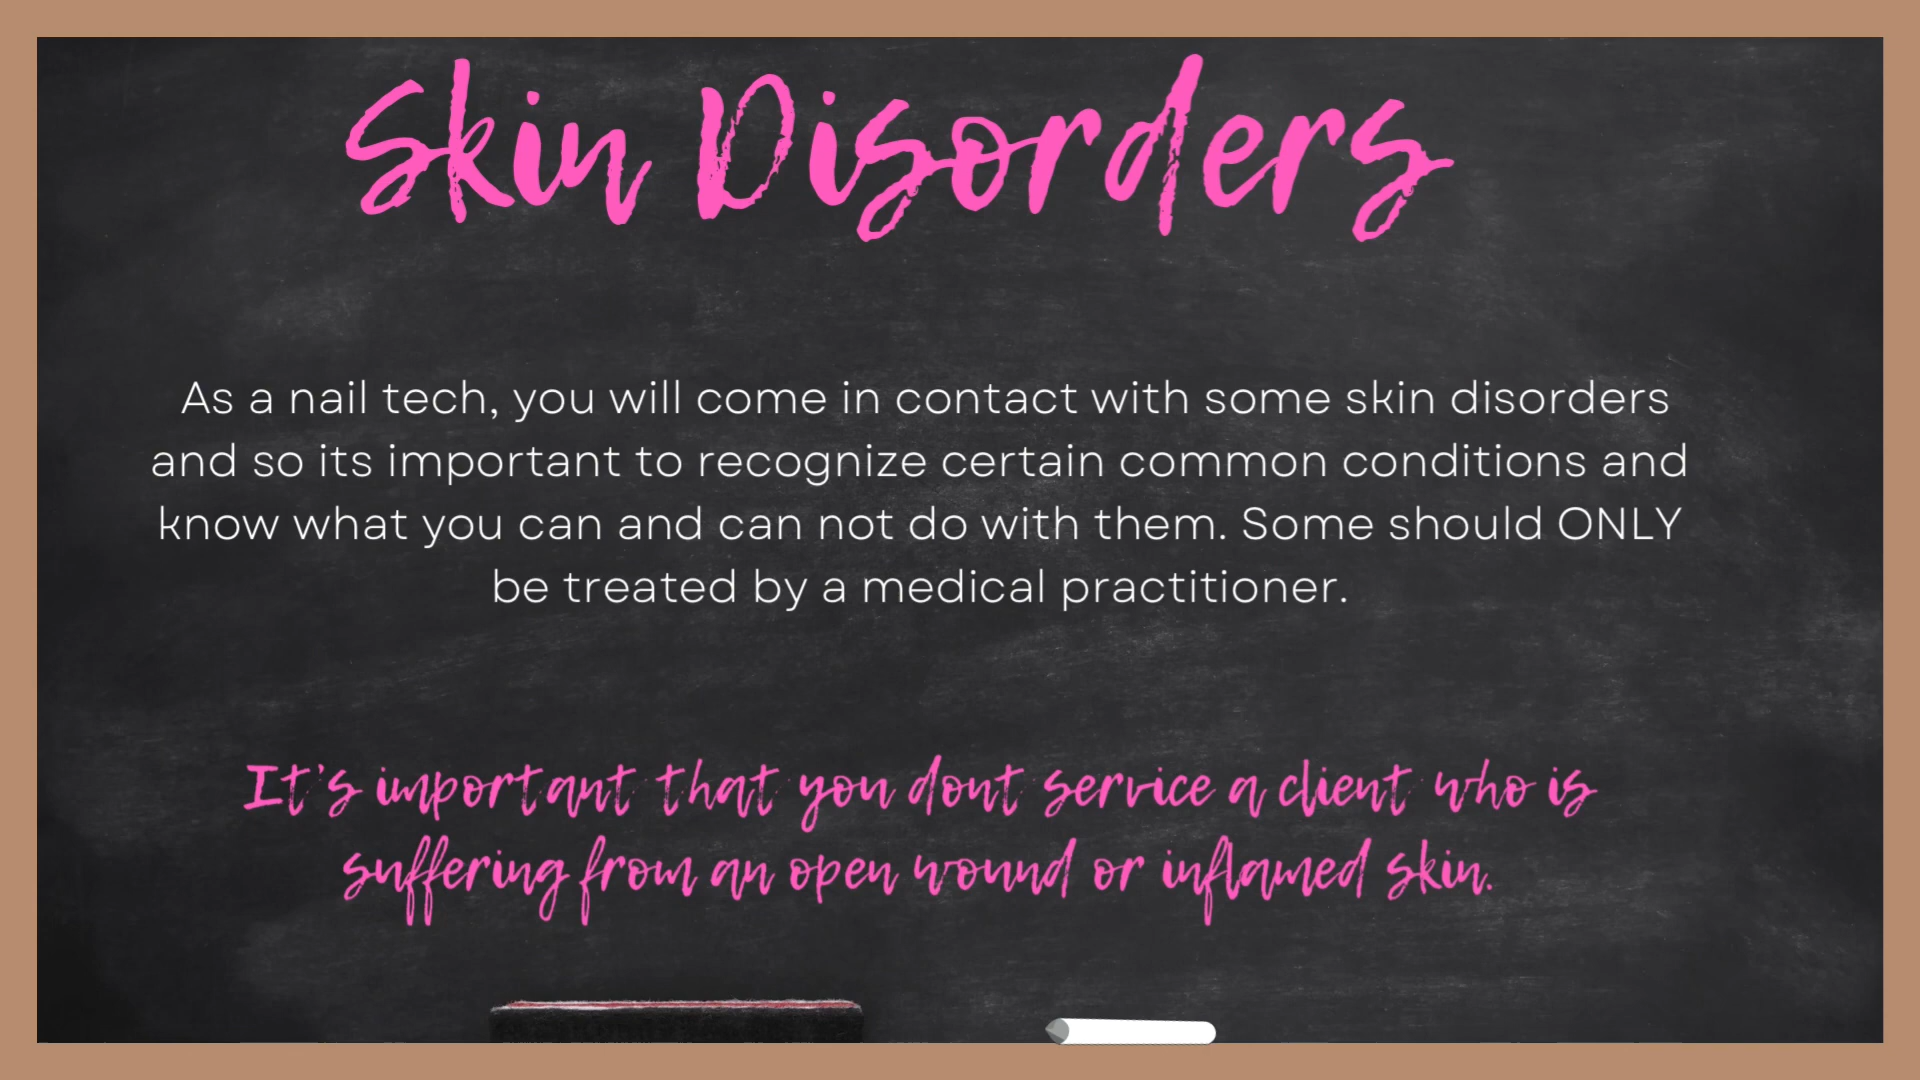 Skin Disorders
As a nail tech, you will come in contact with some skin disorders
and so its important to recognize certain common conditions and
know what you can and can not do with them. Some should ONLY
be treated by a medical practitioner.
It's important that you dont service a client who is
suffering from an open wound or inflamed skin.